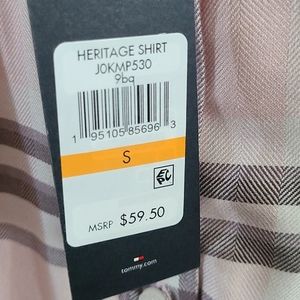 HERITAGE SHIRT
J0KMP530
9bq
1 95105 85696 3
S
MSRP $59.50
tommy.com